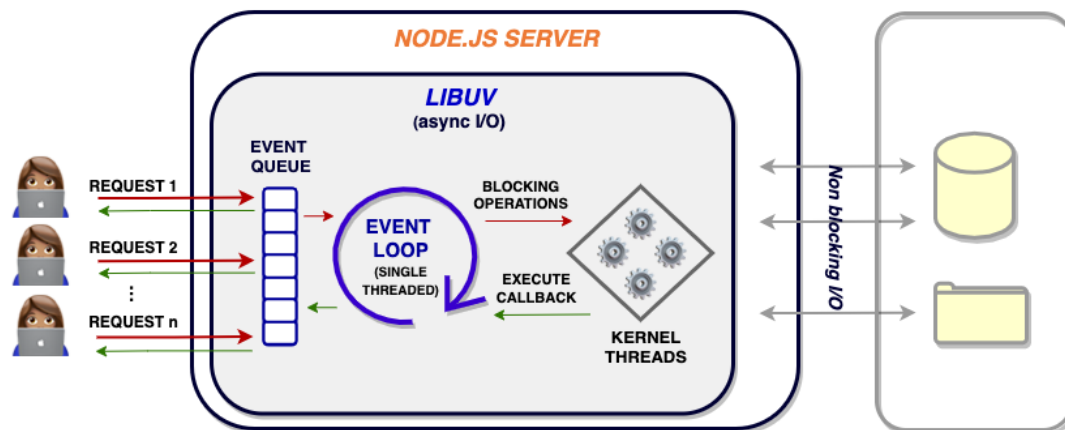 NODE.JS SERVER
LIBUV
(async I/O)
EVENT
QUEUE
REQUEST 1
REQUEST 2
...
REQUEST n
EVENT
LOOP
(SINGLE
THREADED)
BLOCKING
OPERATIONS
EXECUTE
CALLBACK
KERNEL
THREADS
Non blocking I/O